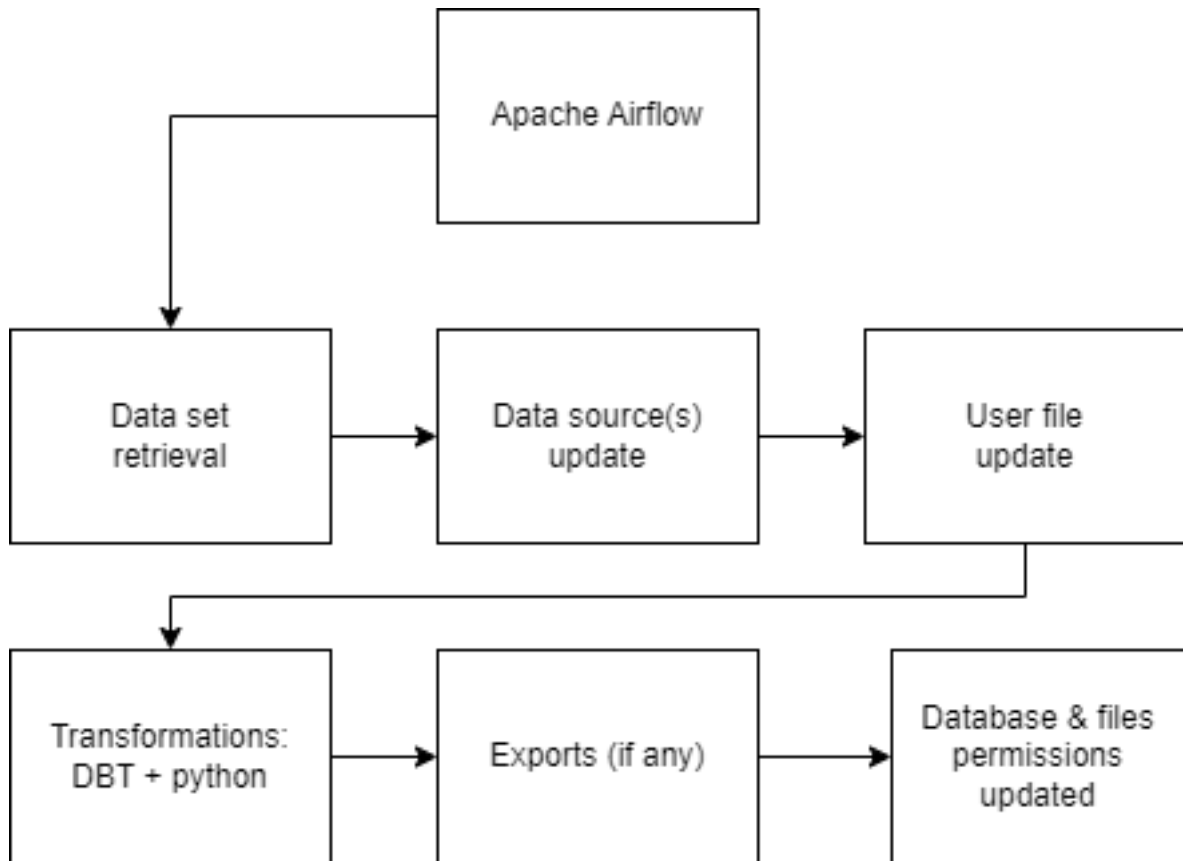 Apache Airflow
Data set
retrieval
Data source(s)
update
User file
update
Transformations:
DBT + python
Exports (if any)
Database & files
permissions
updated